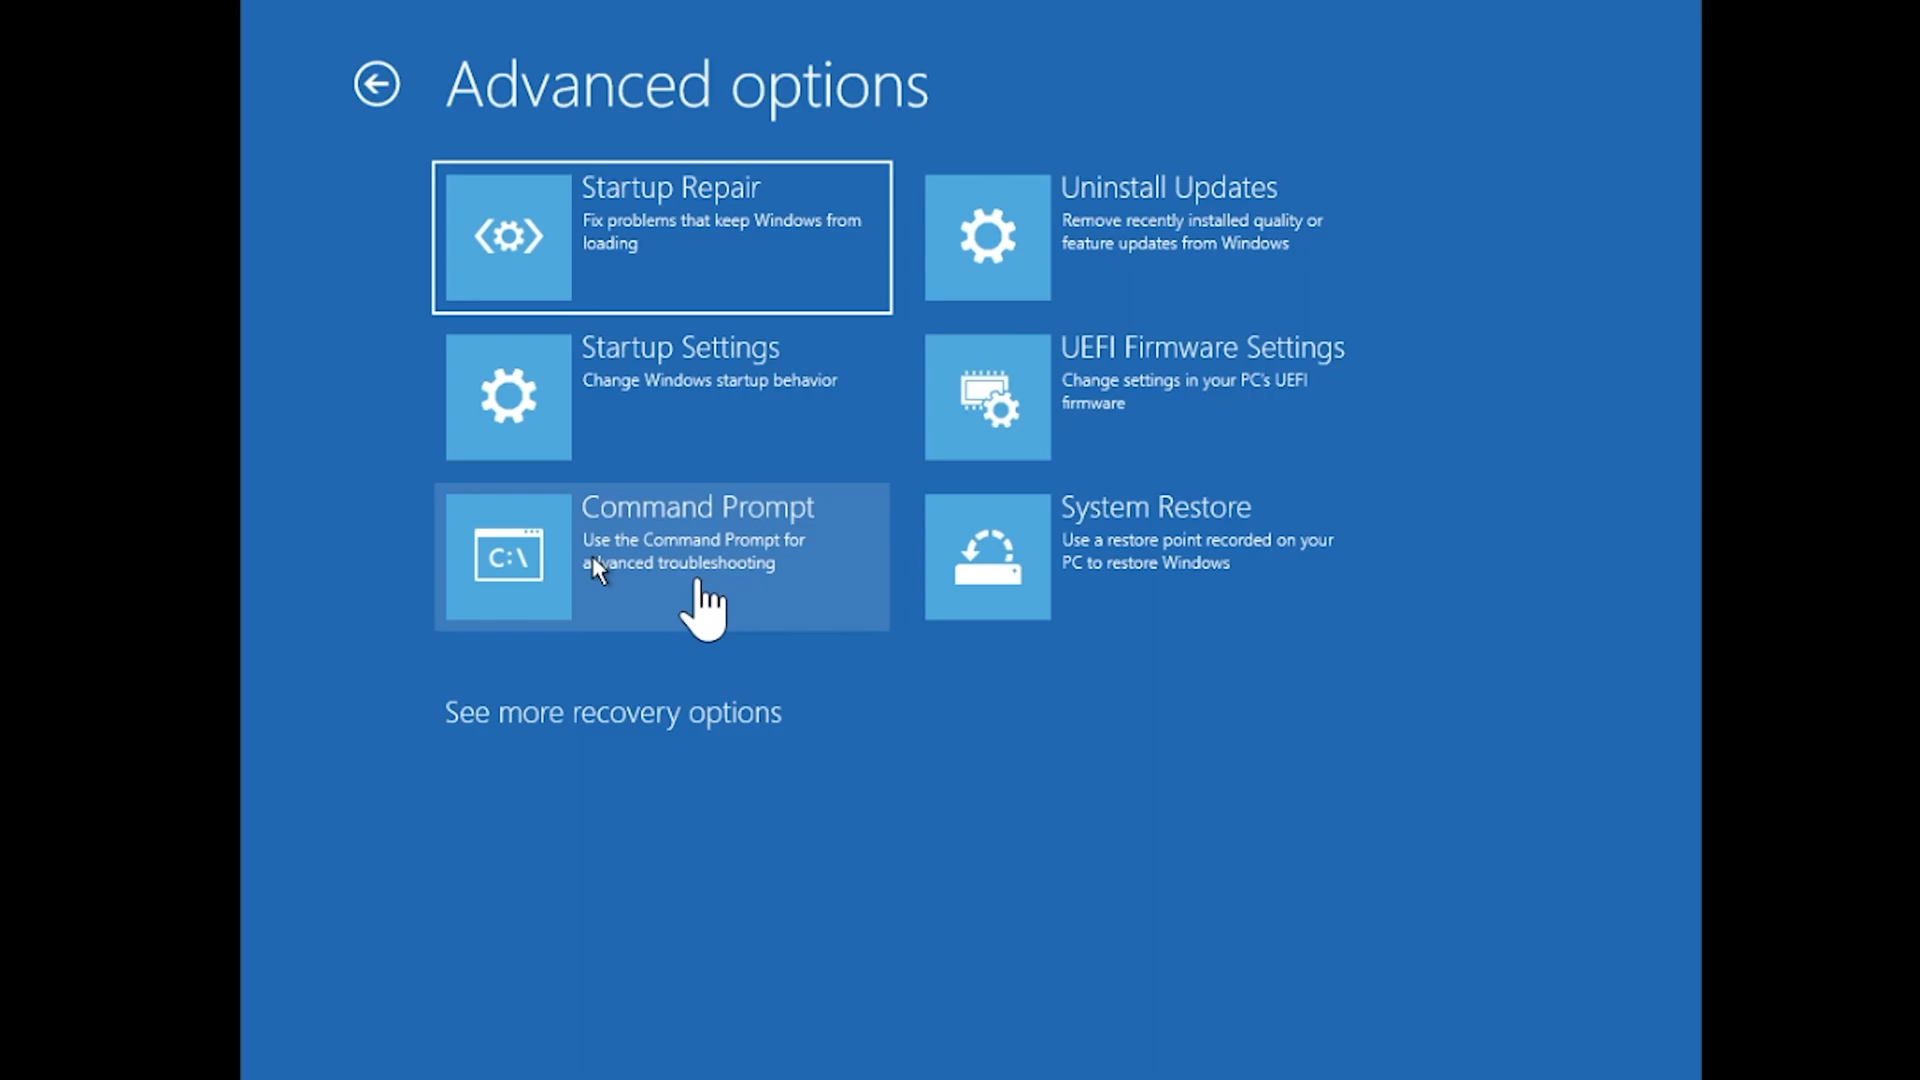 Advanced options
Startup Repair
Fix problems that keep Windows from
loading
Uninstall Updates
Remove recently installed quality or
feature updates from Windows
Startup Settings
Change Windows startup behavior
UEFI Firmware Settings
Change settings in your PC's UEFI
firmware
C:\
Command Prompt
Use the Command Prompt for
advanced troubleshooting
System Restore
Use a restore point recorded on your
PC to restore Windows
See more recovery options